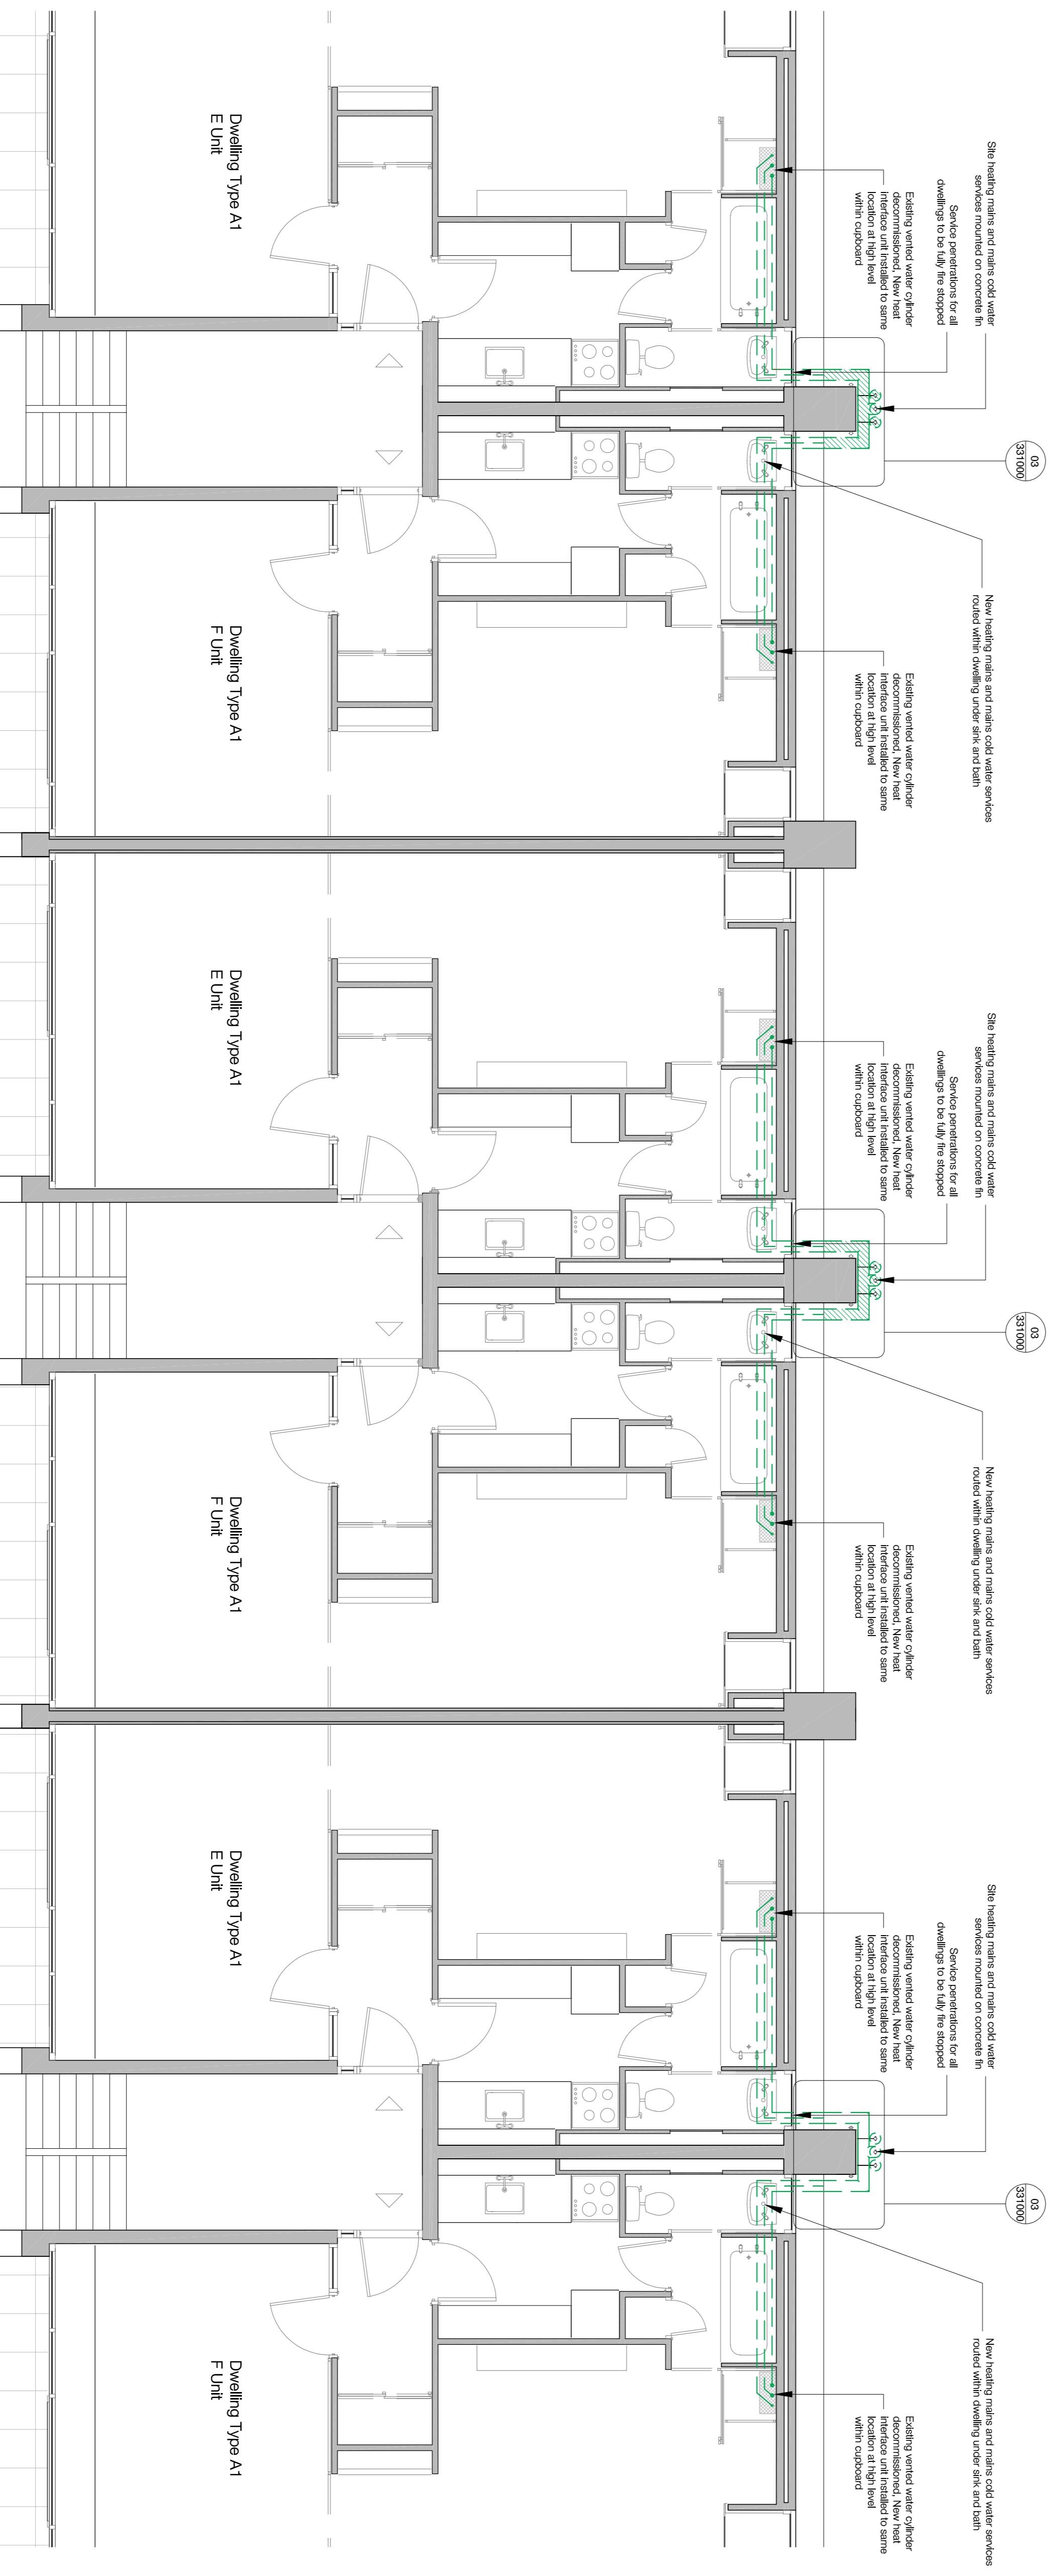 Site heating mains and mains cold water
services mounted on concrete fin
Service penetrations for all
dwellings to be fully fire stopped
Existing vented water cylinder
decommissioned, New heat
interface unit installed to same
location at high level
within cupboard
03
331000
New heating mains and mains cold water services
routed within dwelling under sink and bath
Existing vented water cylinder
decommissioned, New heat
interface unit installed to same
location at high level
within cupboard
Dwelling Type A1
E Unit
Dwelling Type A1
F Unit
Site heating mains and mains cold water
services mounted on concrete fin
Service penetrations for all
dwellings to be fully fire stopped
Existing vented water cylinder
decommissioned, New heat
interface unit installed to same
location at high level
within cupboard
03
331000
New heating mains and mains cold water services
routed within dwelling under sink and bath
Existing vented water cylinder
decommissioned, New heat
interface unit installed to same
location at high level
within cupboard
Dwelling Type A1
E Unit
Dwelling Type A1
F Unit
Site heating mains and mains cold water
services mounted on concrete fin
Service penetrations for all
dwellings to be fully fire stopped
Existing vented water cylinder
decommissioned, New heat
interface unit installed to same
location at high level
within cupboard
03
331000
New heating mains and mains cold water services
routed within dwelling under sink and bath
Existing vented water cylinder
decommissioned, New heat
interface unit installed to same
location at high level
within cupboard
Dwelling Type A1
E Unit
Dwelling Type A1
F Unit